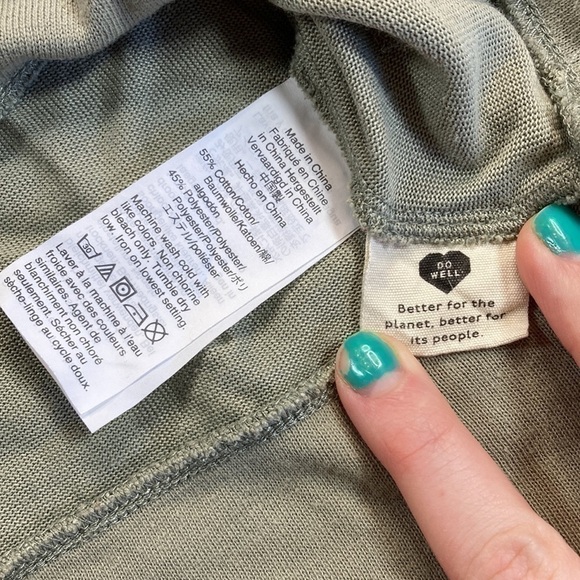 Made in China
Fabriqué en Chine
in China Hergestellt
Vervaardigd in China
中国製
Hecho en China
55% Cotton/Coton/
Baumwolle/Katoen/綿/
algodon
45% Polyester/Polyester/
Polyester/Polyester/ポ
リエステル/Poliester
Machine wash cold with
like colors. Non chlorine
bleach only. Tumble dry
low. Iron on lowest setting.
Laver à la machine à l'eau
froide avec des couleurs
similaires. Agent de
blanchiment non chloré
seulement. Sécher au
sèche-linge au cycle doux.
DO
WELL.
Better for the
planet, better for
its people.